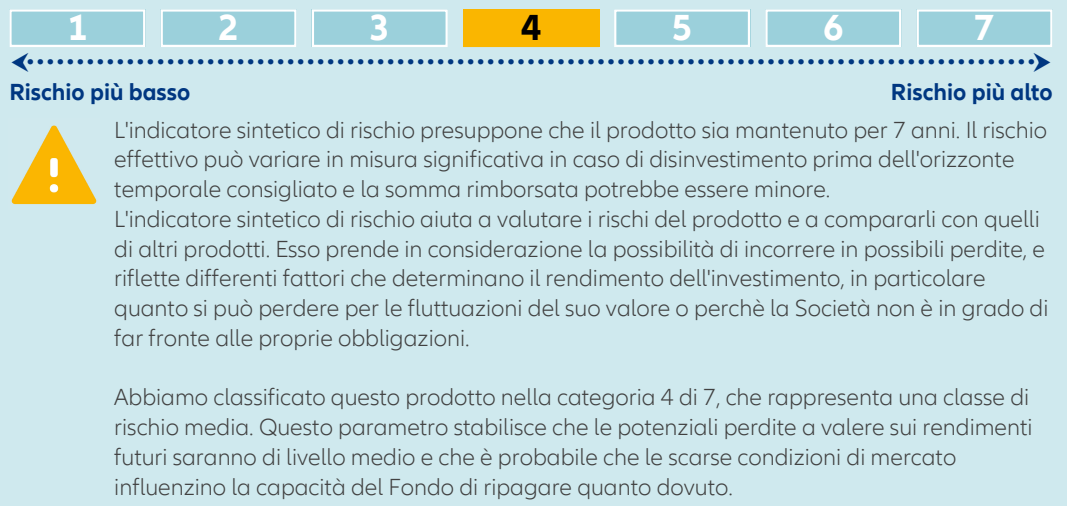 1 2 3 4 5 6 7
Rischio più basso Rischio più alto
L'indicatore sintetico di rischio presuppone che il prodotto sia mantenuto per 7 anni. Il rischio
effettivo può variare in misura significativa in caso di disinvestimento prima dell'orizzonte
temporale consigliato e la somma rimborsata potrebbe essere minore.
L'indicatore sintetico di rischio aiuta a valutare i rischi del prodotto e a compararli con quelli
di altri prodotti. Esso prende in considerazione la possibilità di incorrere in possibili perdite, e
riflette differenti fattori che determinano il rendimento dell'investimento, in particolare
quanto si può perdere per le fluttuazioni del suo valore o perchè la Società non è in grado di
far fronte alle proprie obbligazioni.
Abbiamo classificato questo prodotto nella categoria 4 di 7, che rappresenta una classe di
rischio media. Questo parametro stabilisce che le potenziali perdite a valere sui rendimenti
futuri saranno di livello medio e che è probabile che le scarse condizioni di mercato
influenzino la capacità del Fondo di ripagare quanto dovuto.